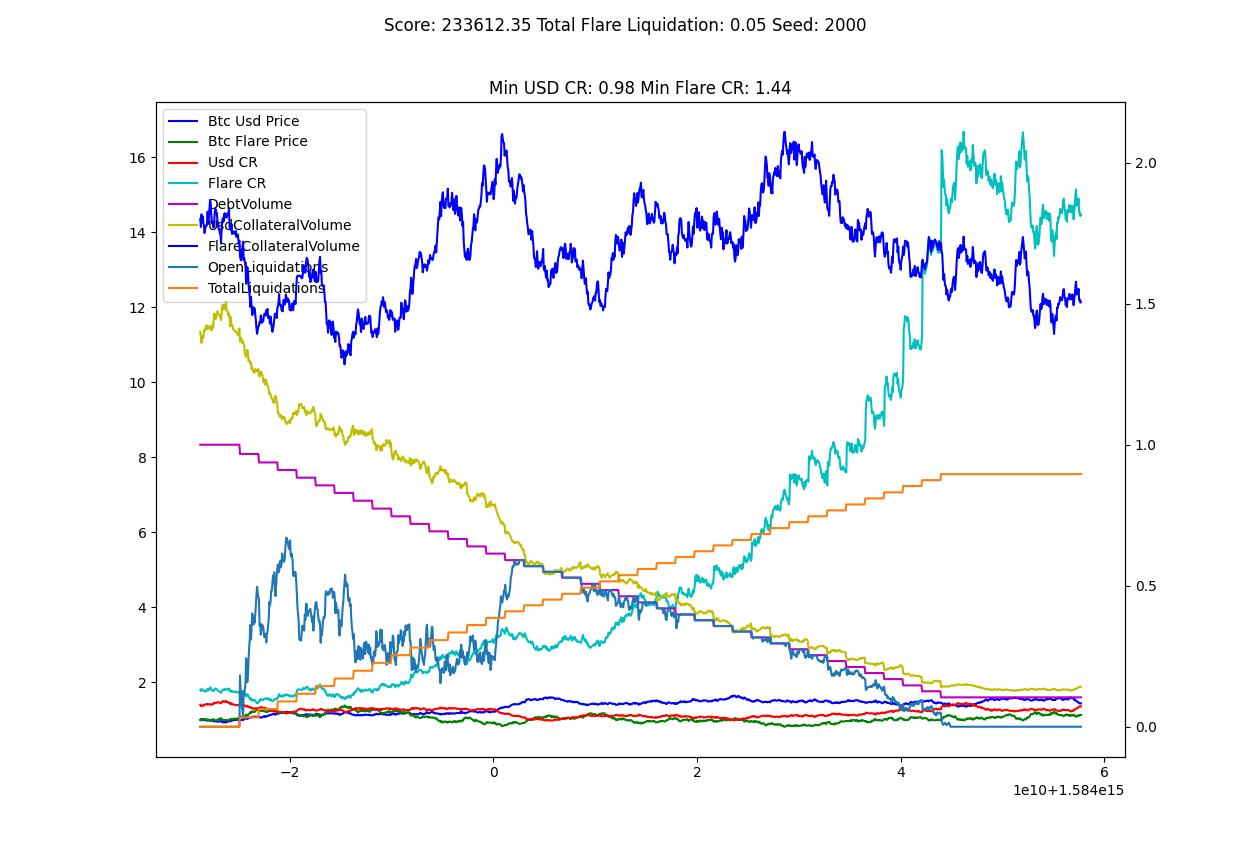 Score: 233612.35 Total Flare Liquidation: 0.05 Seed: 2000
Min USD CR: 0.98 Min Flare CR: 1.44
Btc Usd Price
Btc Flare Price
Usd CR
Flare CR
DebtVolume
UsdCollateralVolume
FlareCollateralVolume
OpenLiquidations
TotalLiquidations
16
14
12
10
8
6
4
2
2.0
1.5
1.0
0.5
0.0
−2
0
2
4
6
1e10+1.584e15